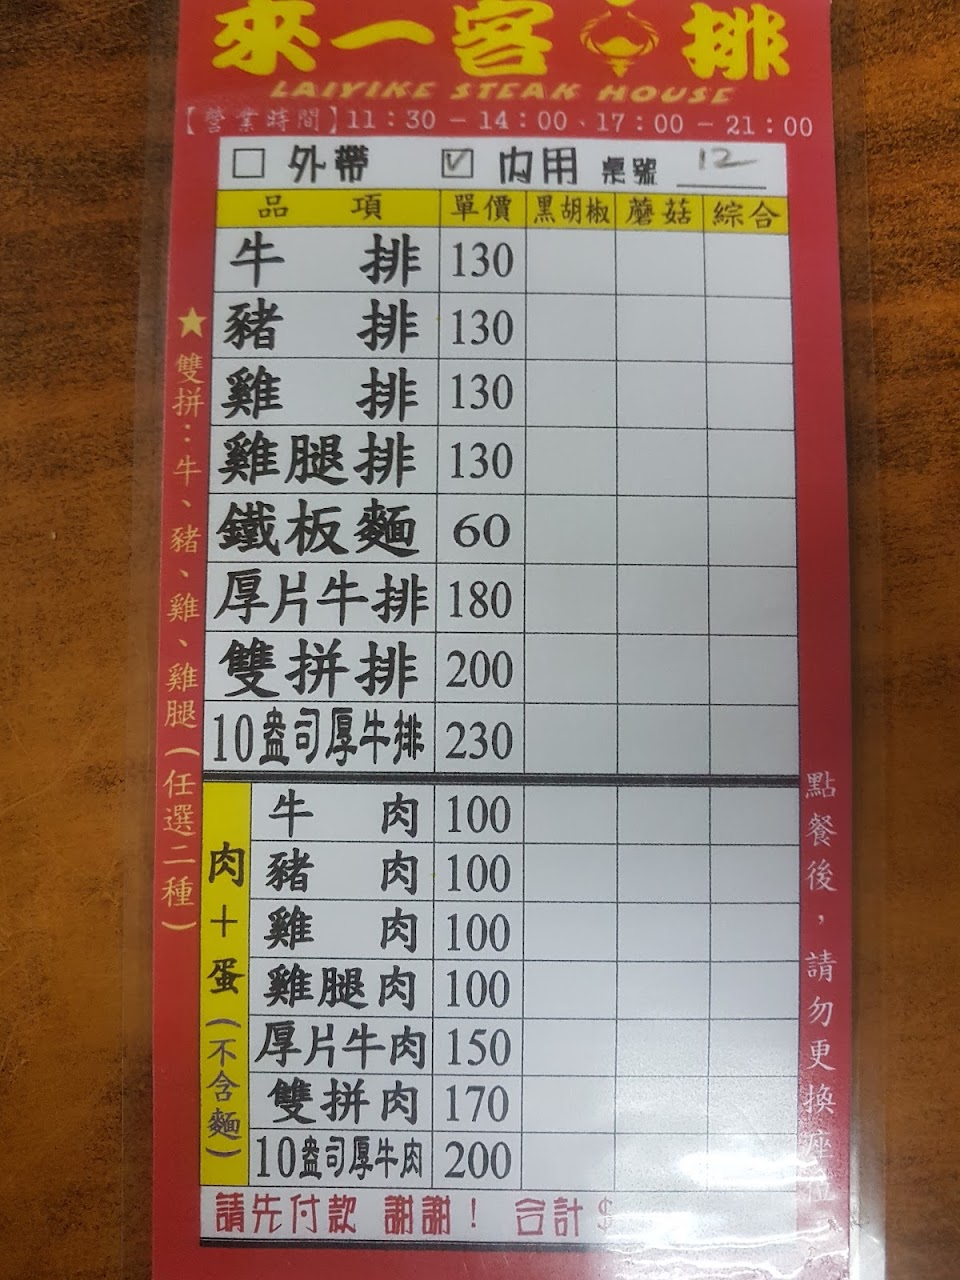 來一客 排
LAIYIKE STEAK HOUSE
【營業時間】11：30－14：00、17：00－21：00
□ 外帶 ☑ 內用 桌號 12
品項 單價 黑胡椒 蘑菇 綜合
牛排 130
豬排 130
雞排 130
雞腿排 130
鐵板麵 60
厚片牛排 180
雙拼排 200
10盎司厚牛排 230
肉＋蛋(不含麵)
牛肉 100
豬肉 100
雞肉 100
雞腿肉 100
厚片牛肉 150
雙拼肉 170
10盎司厚牛肉 200
請先付款 謝謝！ 合計$
★雙拼：牛、豬、雞、雞腿(任選二種)
點餐後，請勿更換座位